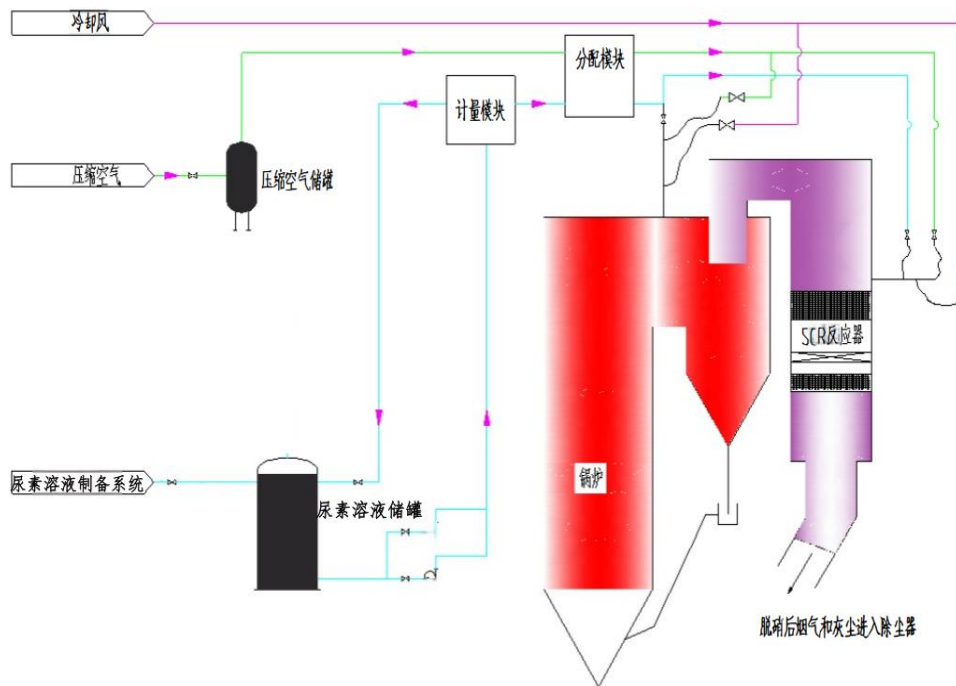 冷却风
分配模块
计量模块
压缩空气
压缩空气储罐
SCR反应器
锅炉
尿素溶液制备系统
尿素溶液储罐
脱硝后烟气和灰尘进入除尘器